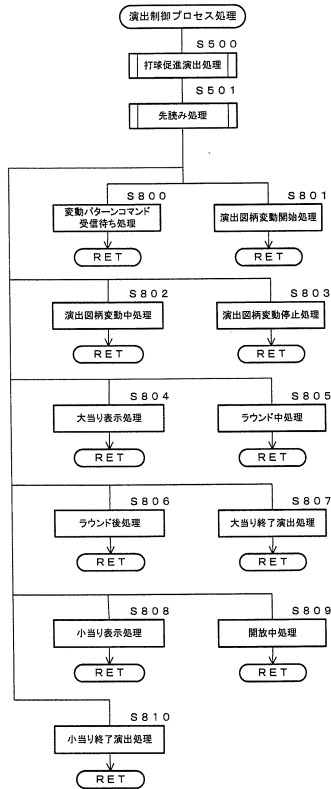 演出制御プロセス処理
S500
打球促進演出処理
S501
先読み処理
S800
変動パターンコマンド
受信待ち処理
RET
S801
演出図柄変動開始処理
RET
S802
演出図柄変動中処理
RET
S803
演出図柄変動停止処理
RET
S804
大当り表示処理
RET
S805
ラウンド中処理
RET
S806
ラウンド後処理
RET
S807
大当り終了演出処理
RET
S808
小当り表示処理
RET
S809
開放中処理
RET
S810
小当り終了演出処理
RET